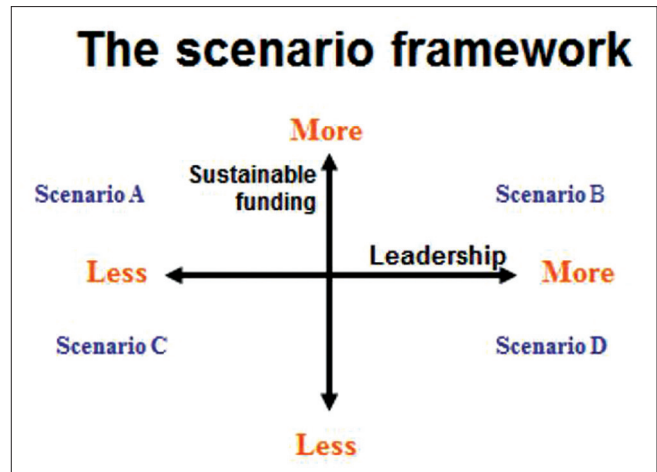 The scenario framework
More
Sustainable
funding
Scenario A
Scenario B
Leadership
Less
More
Scenario C
Scenario D
Less